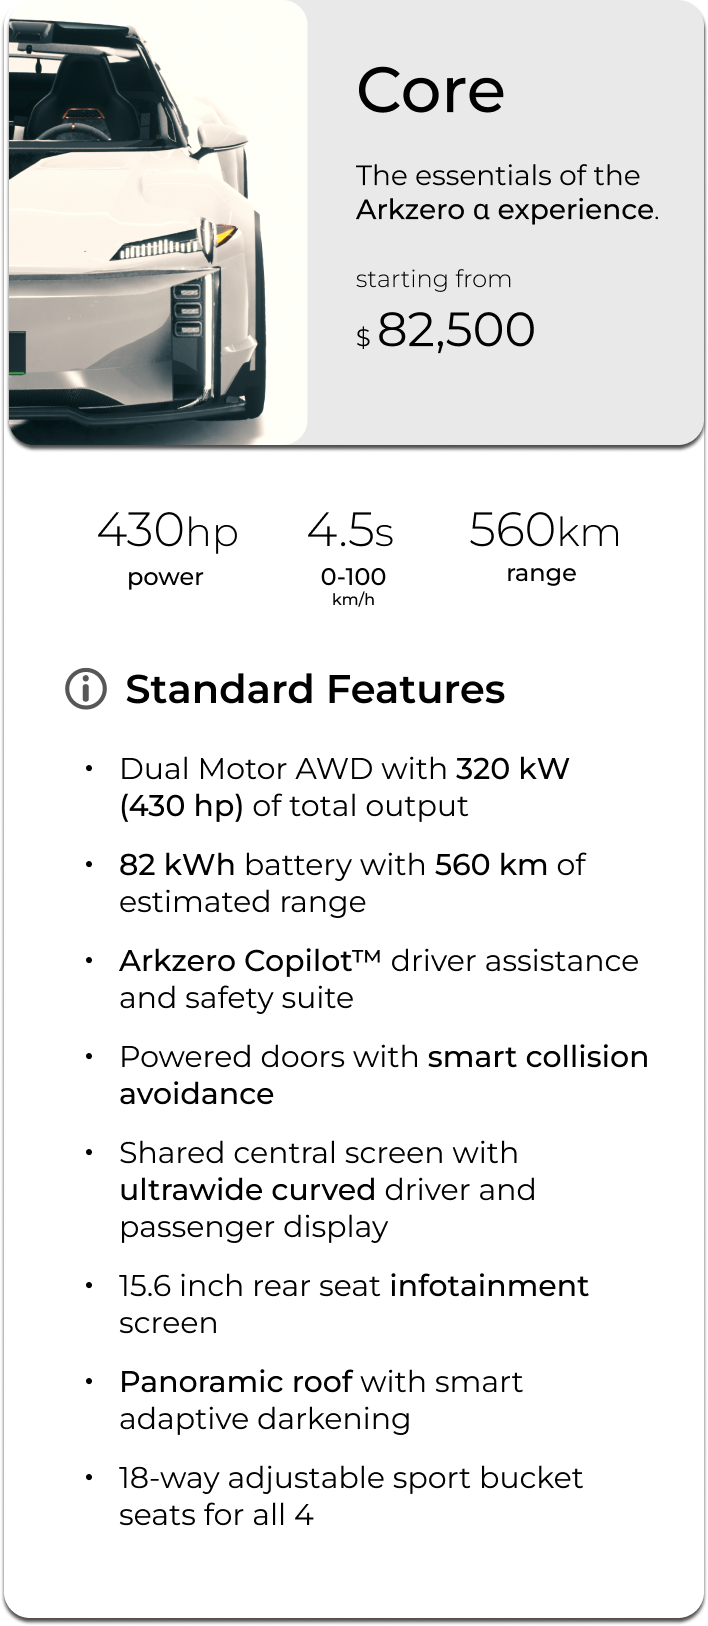 Core
The essentials of the
Arkzero α experience.
starting from
$ 82,500
430hp
power
4.5s
0-100
km/h
560km
range
Standard Features
• Dual Motor AWD with 320 kW
(430 hp) of total output
• 82 kWh battery with 560 km of
estimated range
• Arkzero Copilot™ driver assistance
and safety suite
• Powered doors with smart collision
avoidance
• Shared central screen with
ultrawide curved driver and
passenger display
• 15.6 inch rear seat infotainment
screen
• Panoramic roof with smart
adaptive darkening
• 18-way adjustable sport bucket
seats for all 4